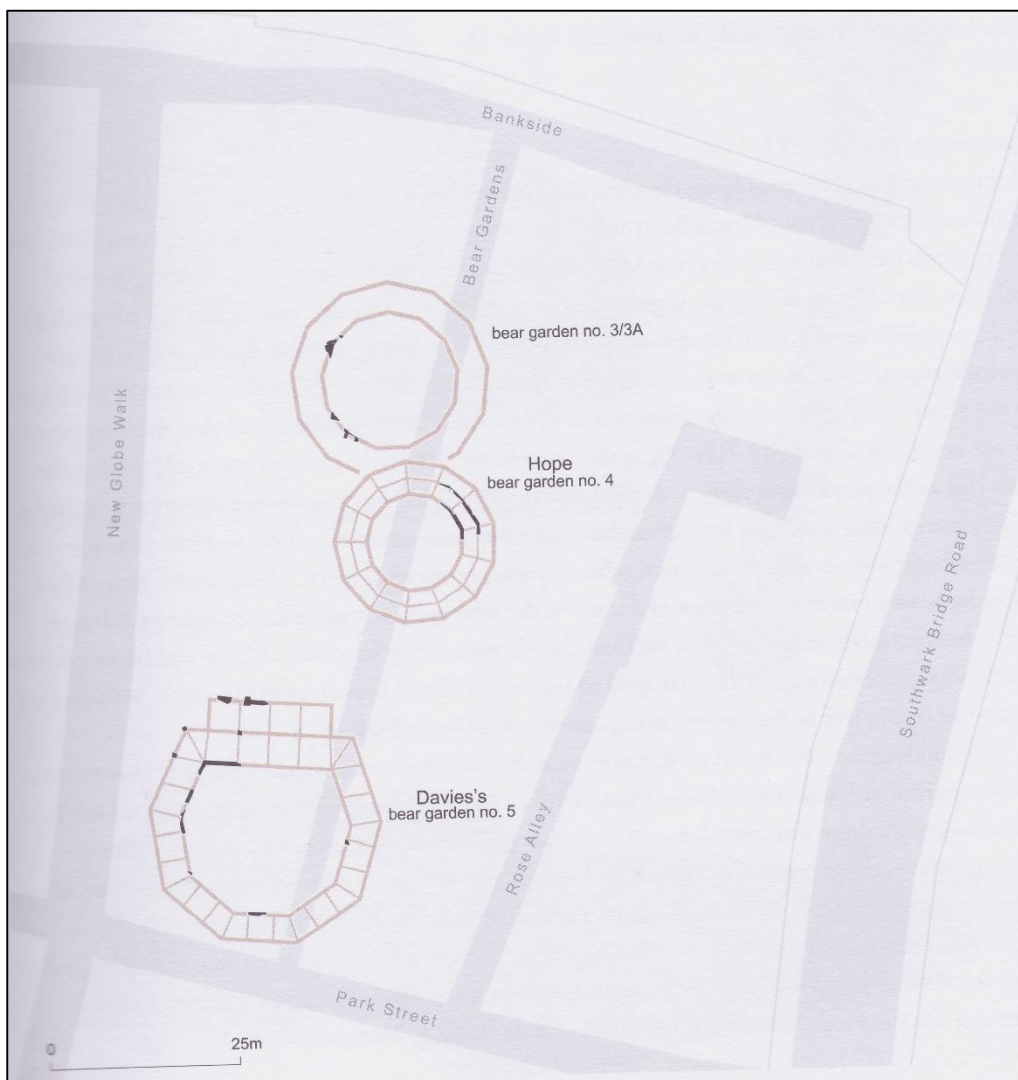 Bankside
Bear Gardens
bear garden no. 3/3A
New Globe Walk
Hope
bear garden no. 4
Southwark Bridge Road
Davies's
bear garden no. 5
Rose Alley
Park Street
0
25m